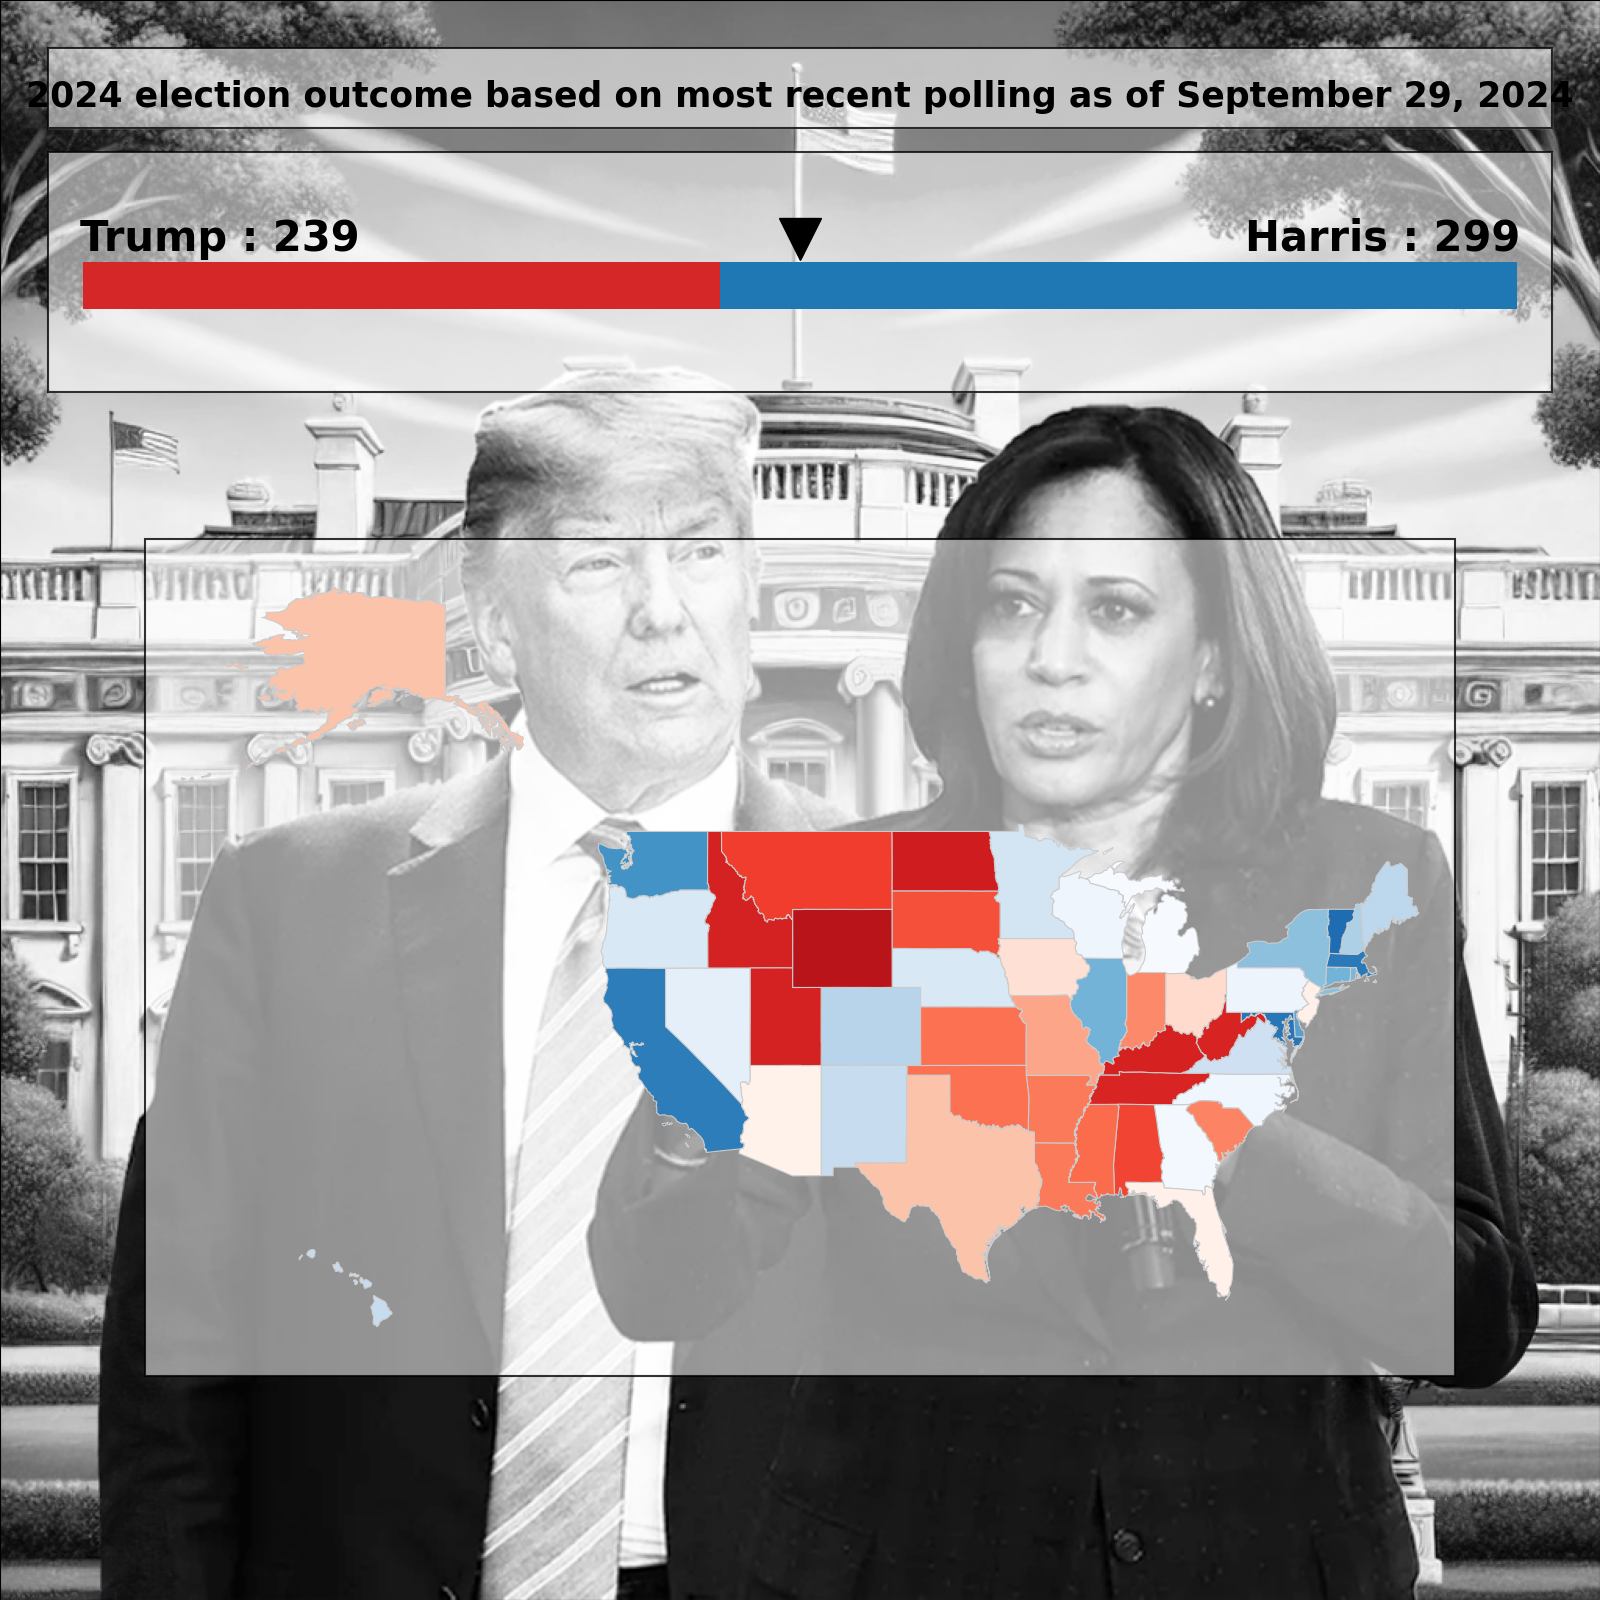 2024 election outcome based on most recent polling as of September 29, 2024
Trump : 239
Harris : 299